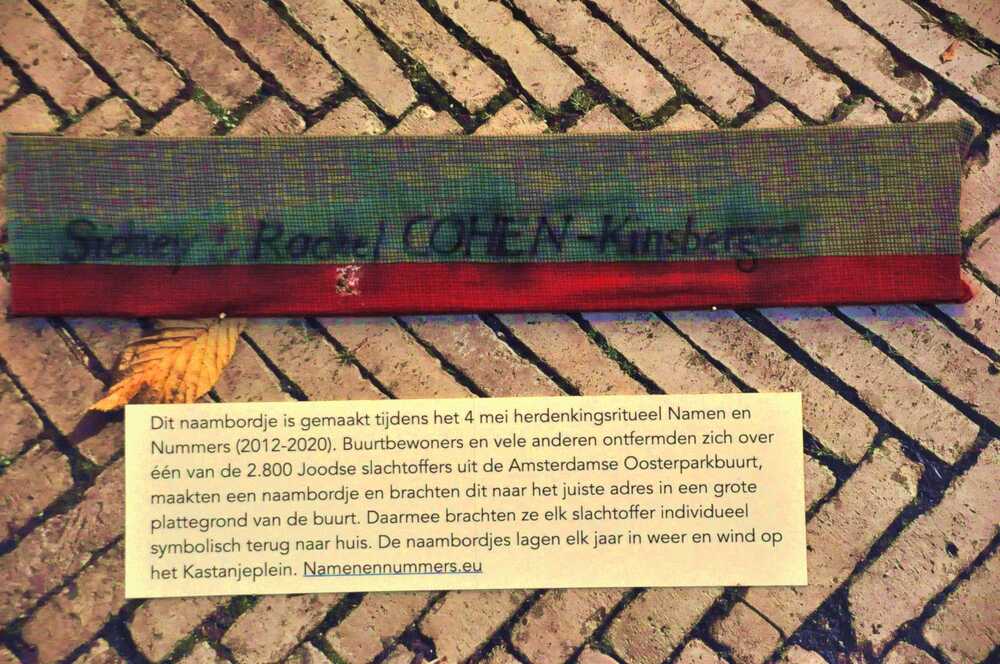 Sidney & Rachel COHEN-Kinsbergen
Dit naambordje is gemaakt tijdens het 4 mei herdenkingsritueel Namen en
Nummers (2012-2020). Buurtbewoners en vele anderen ontfermden zich over
één van de 2.800 Joodse slachtoffers uit de Amsterdamse Oosterparkbuurt,
maakten een naambordje en brachten dit naar het juiste adres in een grote
plattegrond van de buurt. Daarmee brachten ze elk slachtoffer individueel
symbolisch terug naar huis. De naambordjes lagen elk jaar in weer en wind op
het Kastanjeplein. Namenennummers.eu